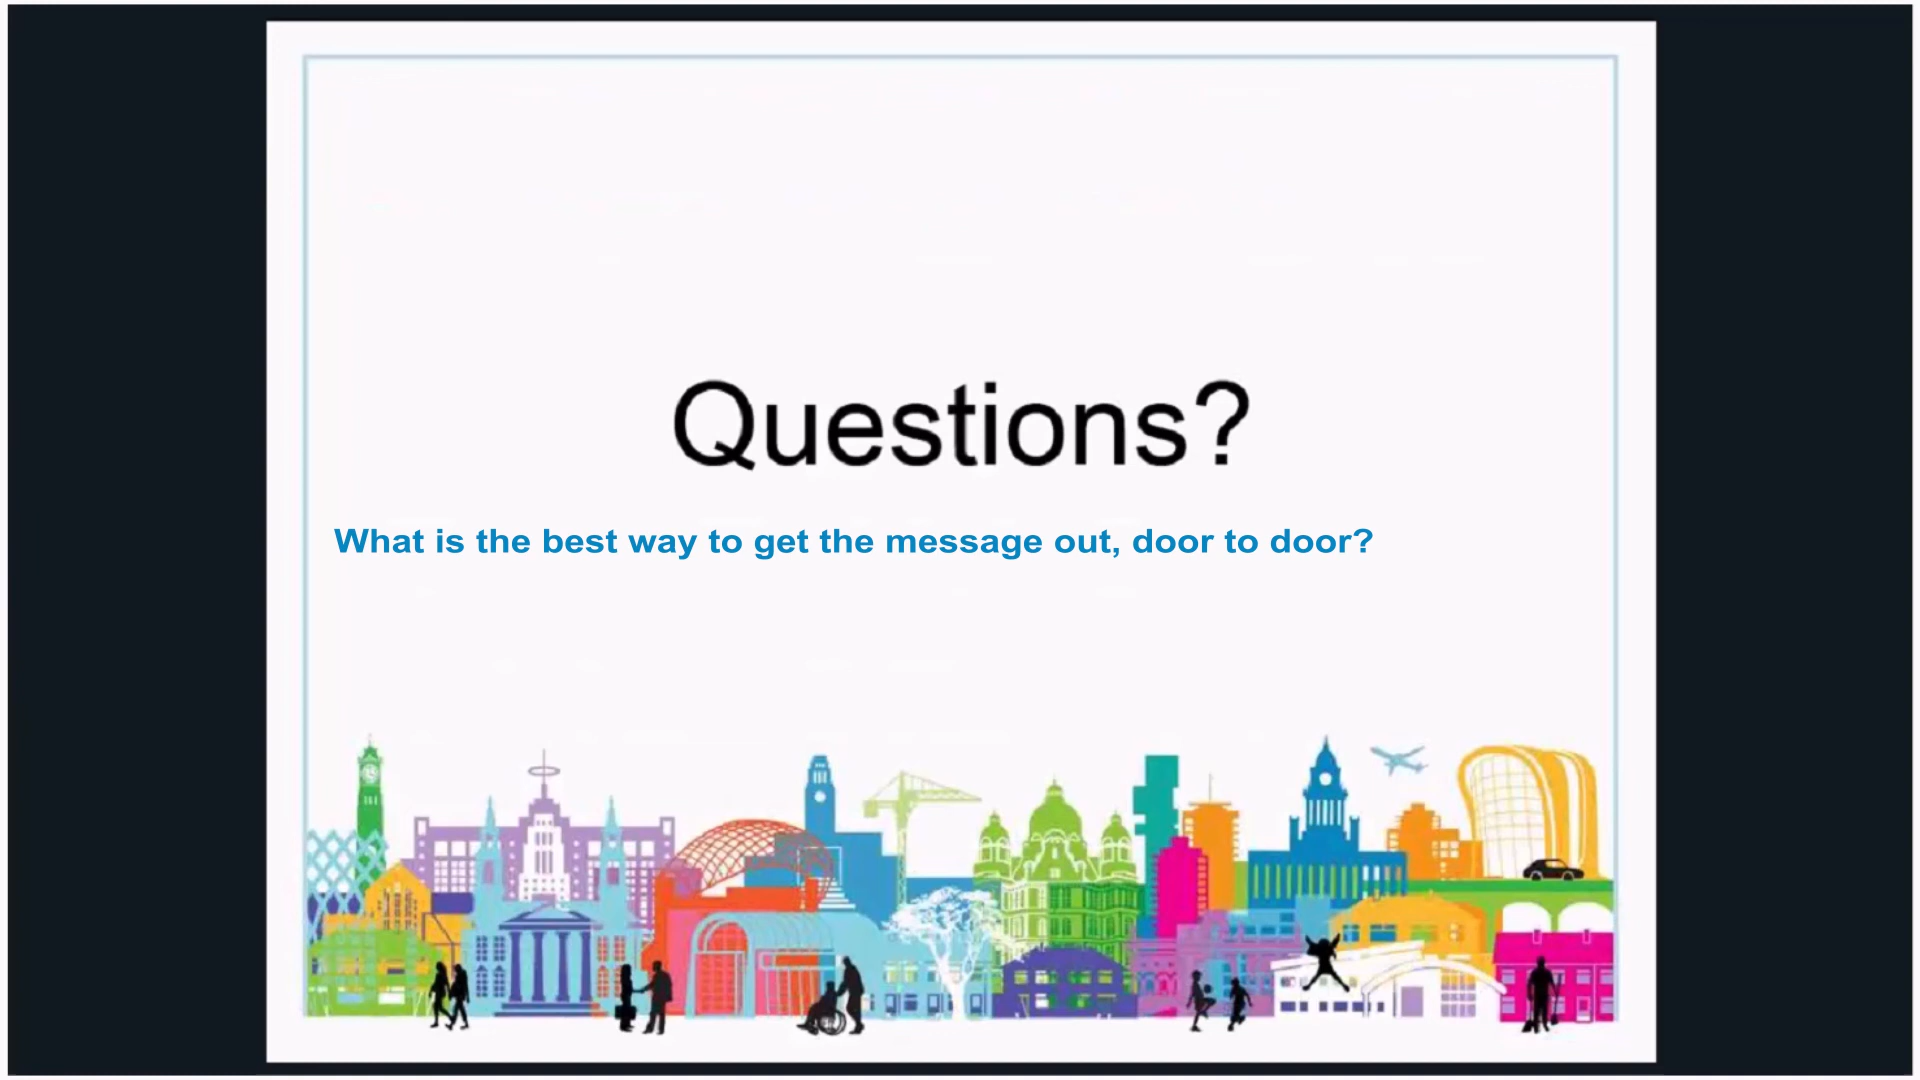 Questions?
What is the best way to get the message out, door to door?